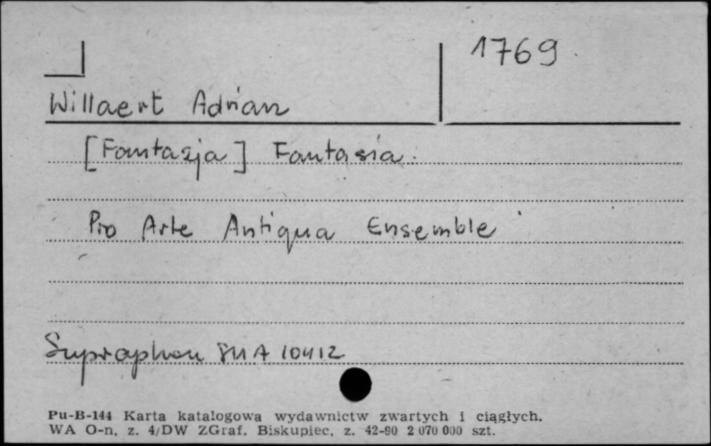 1769
Willaert Adrian
[Fantazja] Fantasia.
Pro Arte Antiqua Ensemble
Supraphon SUA 10412
Pu-B-144 Karta katalogowa wydawnictw zwartych i ciągłych.
WA O-n, z. 4/DW ZGraf. Biskupiec, z. 42-90 2 070 000 szt.